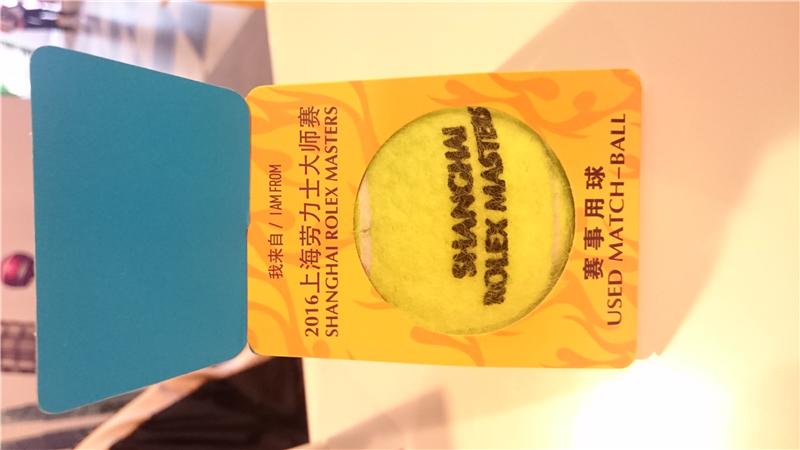 我来自 / I AM FROM
2016上海劳力士大师赛
SHANGHAI ROLEX MASTERS
SHANGHAI
ROLEX MASTERS
赛事用球
USED MATCH-BALL